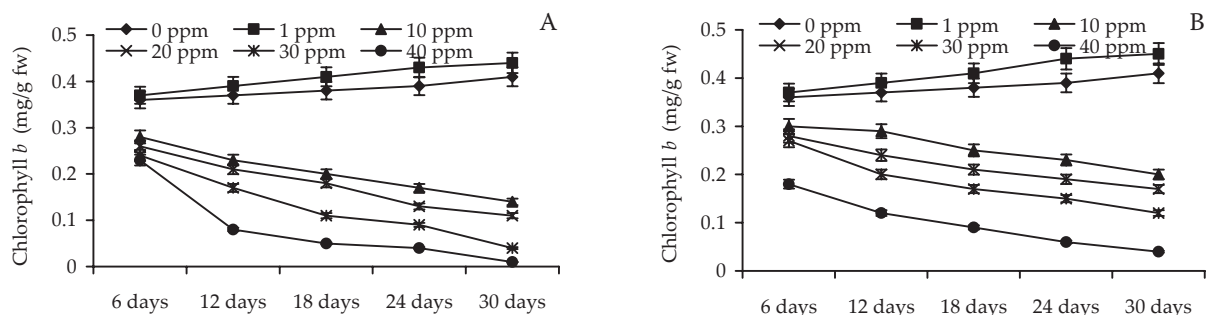 A
0 ppm 1 ppm 10 ppm
20 ppm 30 ppm 40 ppm
Chlorophyll b (mg/g fw)
0.5
0.4
0.3
0.2
0.1
0
6 days 12 days 18 days 24 days 30 days
B
0 ppm 1 ppm 10 ppm
20 ppm 30 ppm 40 ppm
Chlorophyll b (mg/g fw)
0.5
0.4
0.3
0.2
0.1
0
6 days 12 days 18 days 24 days 30 days